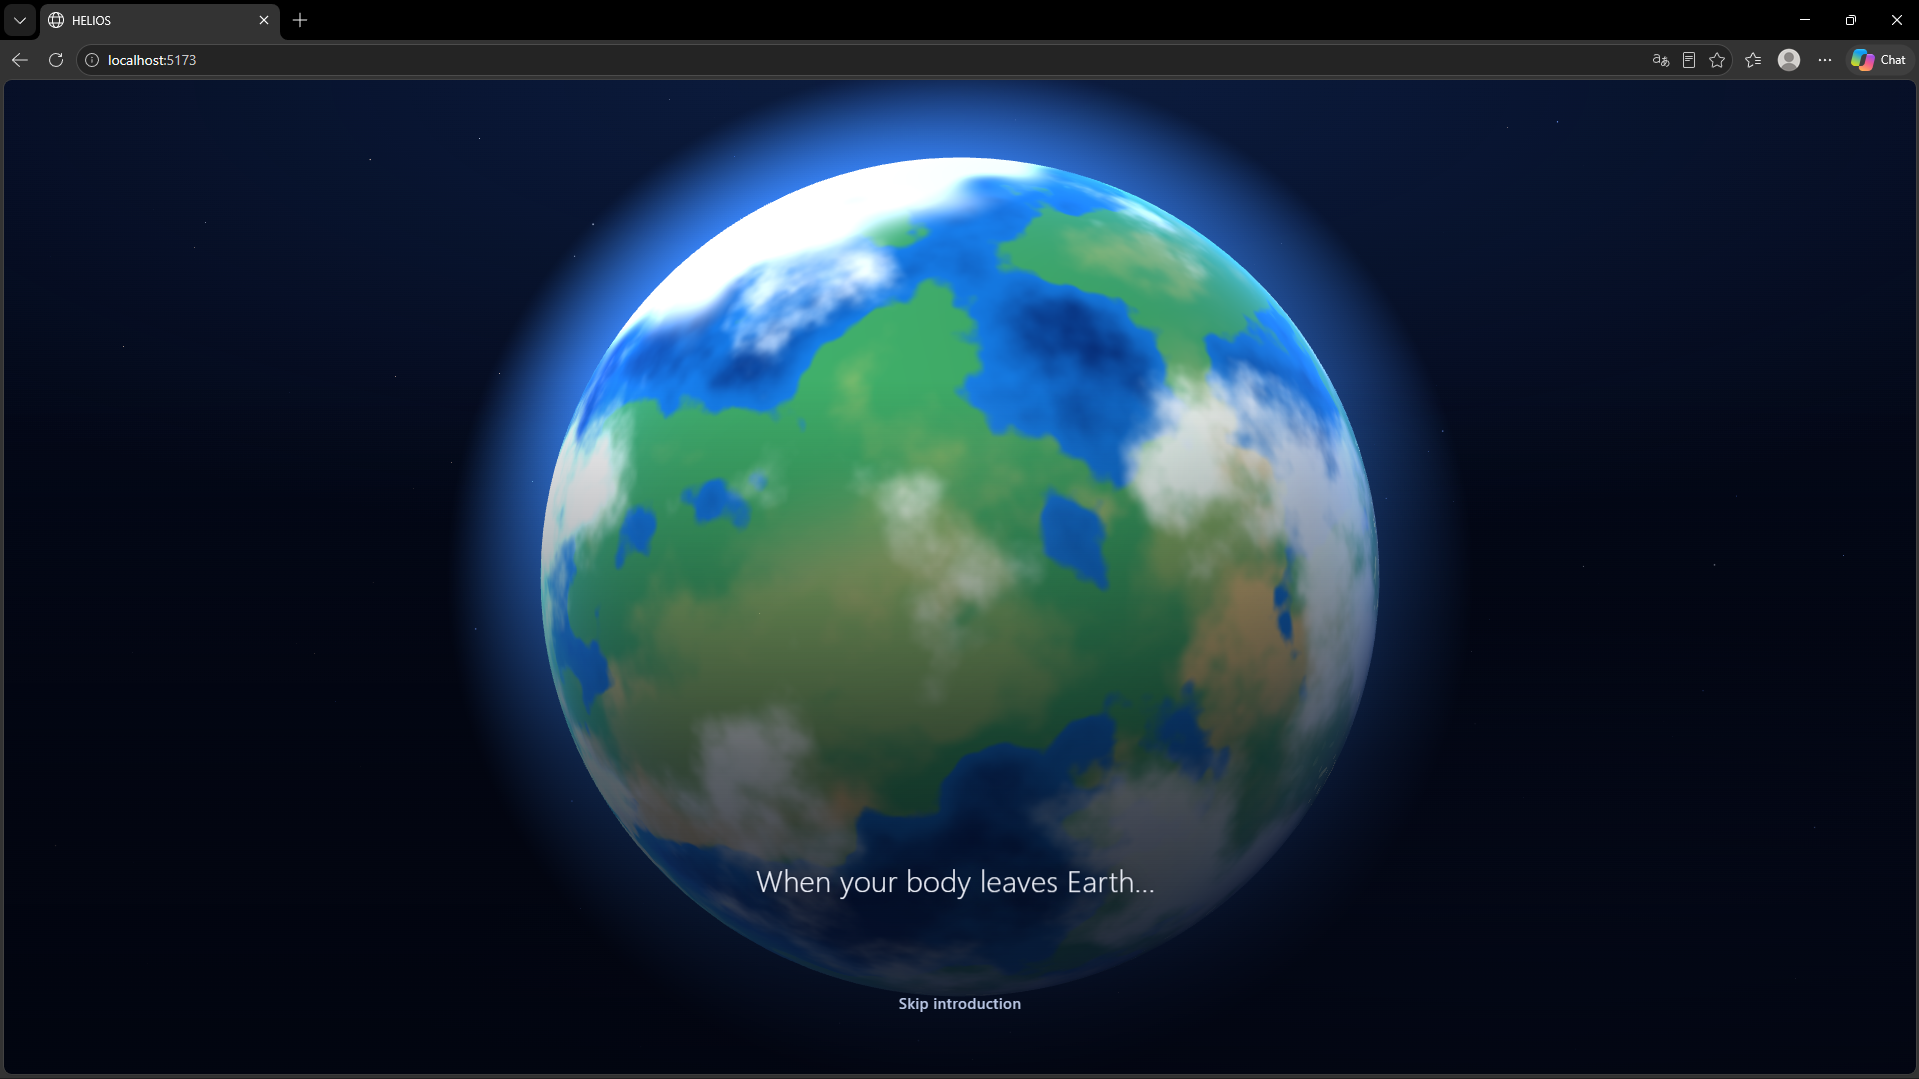 HELIOS
localhost:5173
Chat
When your body leaves Earth...
Skip introduction